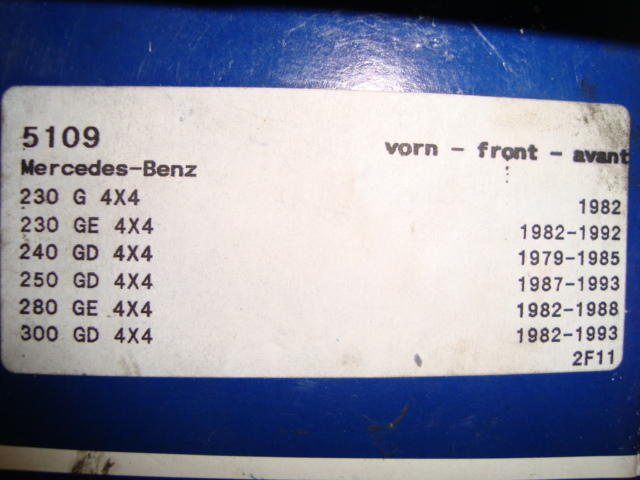 5109 vorn - front - avant
Mercedes-Benz
230 G 4X4 1982
230 GE 4X4 1982-1992
240 GD 4X4 1979-1985
250 GD 4X4 1987-1993
280 GE 4X4 1982-1988
300 GD 4X4 1982-1993
2F11